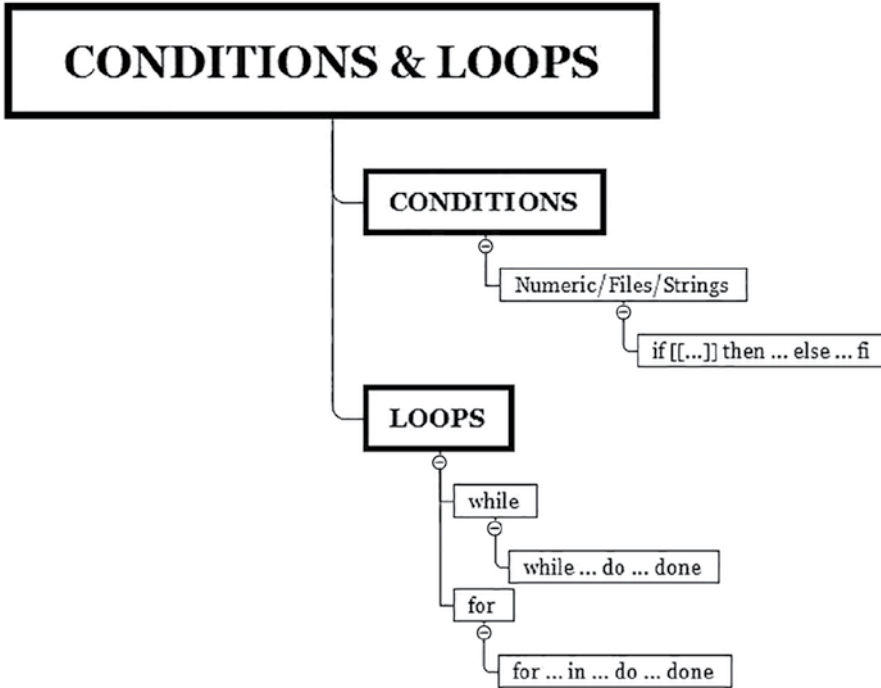 CONDITIONS & LOOPS
CONDITIONS
Numeric/Files/Strings
if [[...]] then ... else ... fi
LOOPS
while
while ... do ... done
for
for ... in ... do ... done